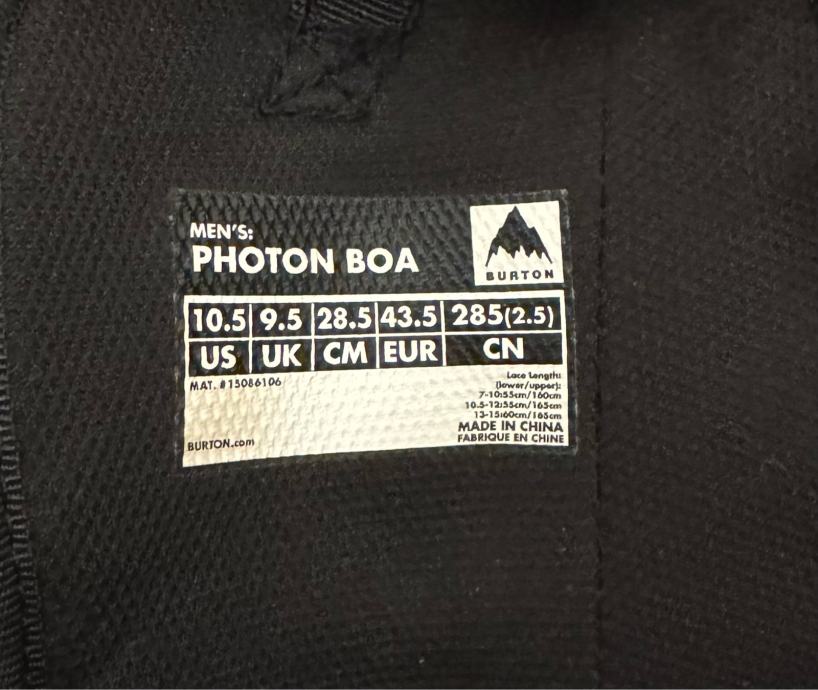 MEN'S:
PHOTON BOA
BURTON
10.5 9.5 28.5 43.5 285(2.5)
US UK CM EUR CN
MAT. #15086106
Lace Length:
(lower/upper):
7-10:55cm/160cm
10.5-12:55cm/165cm
13-15:60cm/165cm
MADE IN CHINA
BURTON.com
FABRIQUE EN CHINE